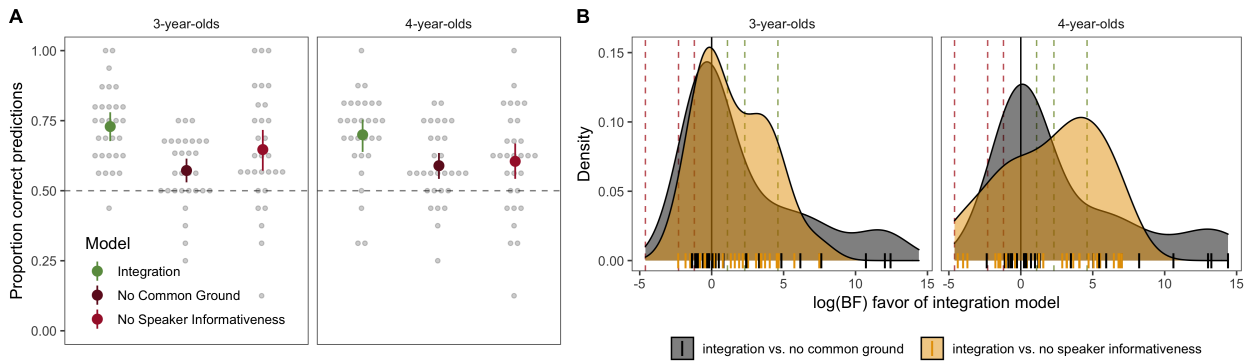 A
3-year-olds
4-year-olds
Proportion correct predictions
1.00
0.75
0.50
0.25
0.00
Model
Integration
No Common Ground
No Speaker Informativeness
B
3-year-olds
4-year-olds
Density
0.15
0.10
0.05
0.00
-5 0 5 10 15 -5 0 5 10 15
log(BF) favor of integration model
integration vs. no common ground
integration vs. no speaker informativeness